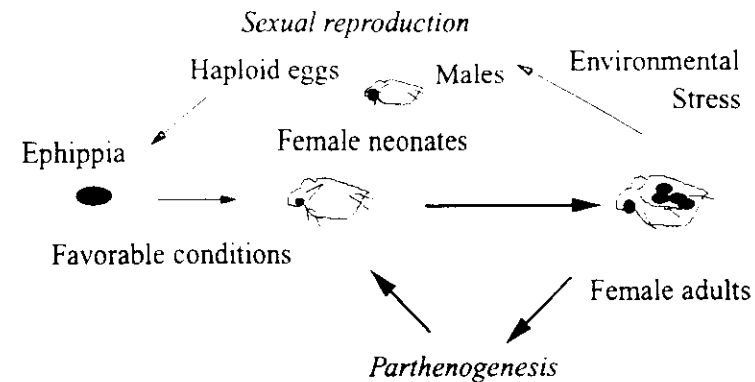 Sexual reproduction
Haploid eggs
Males
Environmental
Stress
Ephippia
Female neonates
Favorable conditions
Female adults
Parthenogenesis